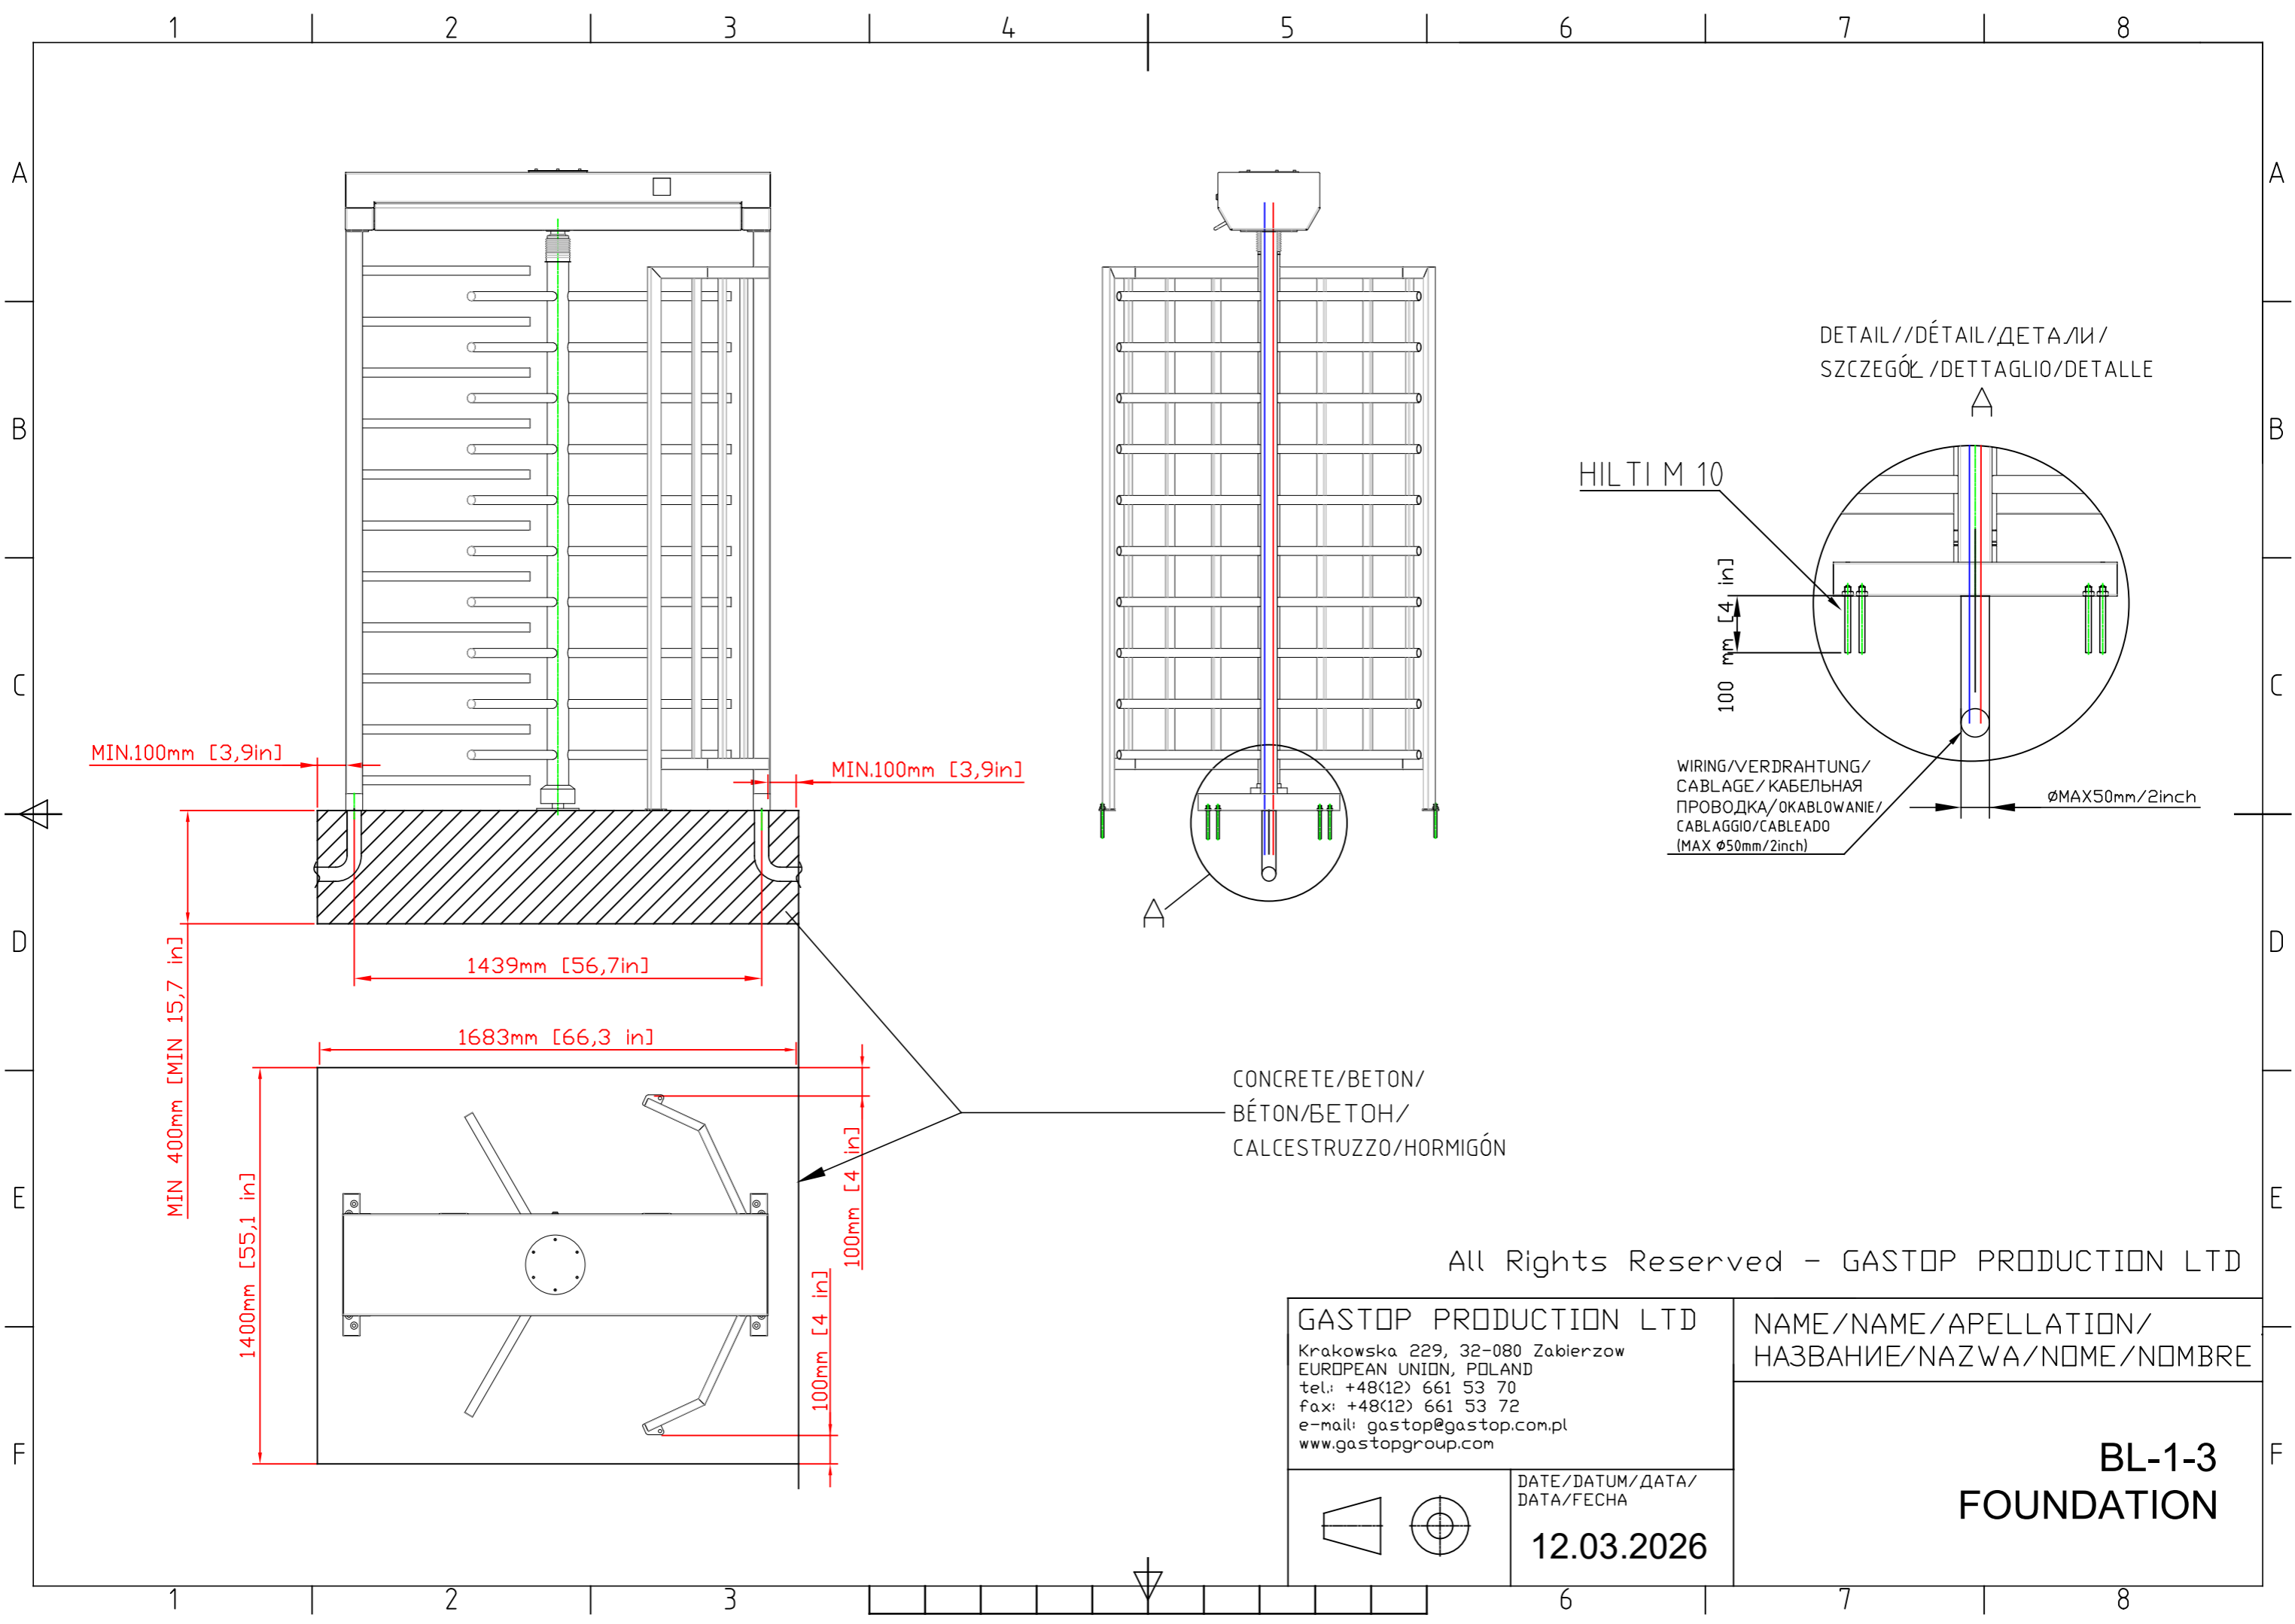 1 2 3 4 5 6 7 8
A A
B B
C C
D D
E E
F F
MIN.100mm [3,9in]
MIN.100mm [3,9in]
MIN 400mm [MIN 15,7 in]
1439mm [56,7in]
1683mm [66,3 in]
1400mm [55,1 in]
100mm [4 in]
100mm [4 in]
A
CONCRETE/BETON/
BÉTON/БЕТОН/
CALCESTRUZZO/HORMIGÓN
DETAIL//DÉTAIL/ДЕТАЛИ/
SZCZEGÓŁ/DETTAGLIO/DETALLE
A
HILTI M 10
100 mm [4 in]
WIRING/VERDRAHTUNG/
CABLAGE/КАБЕЛЬНАЯ
ПРОВОДКА/OKABLOWANIE/
CABLAGGIO/CABLEADO
(MAX Ø50mm/2inch)
ØMAX50mm/2inch
All Rights Reserved - GASTOP PRODUCTION LTD
GASTOP PRODUCTION LTD
Krakowska 229, 32-080 Zabierzow
EUROPEAN UNION, POLAND
tel.: +48(12) 661 53 70
fax: +48(12) 661 53 72
e-mail: gastop@gastop.com.pl
www.gastopgroup.com
NAME/NAME/APELLATION/
НАЗВАНИЕ/NAZWA/NOME/NOMBRE
BL-1-3
FOUNDATION
DATE/DATUM/ДАТА/
DATA/FECHA
12.03.2026
1 2 3 6 7 8